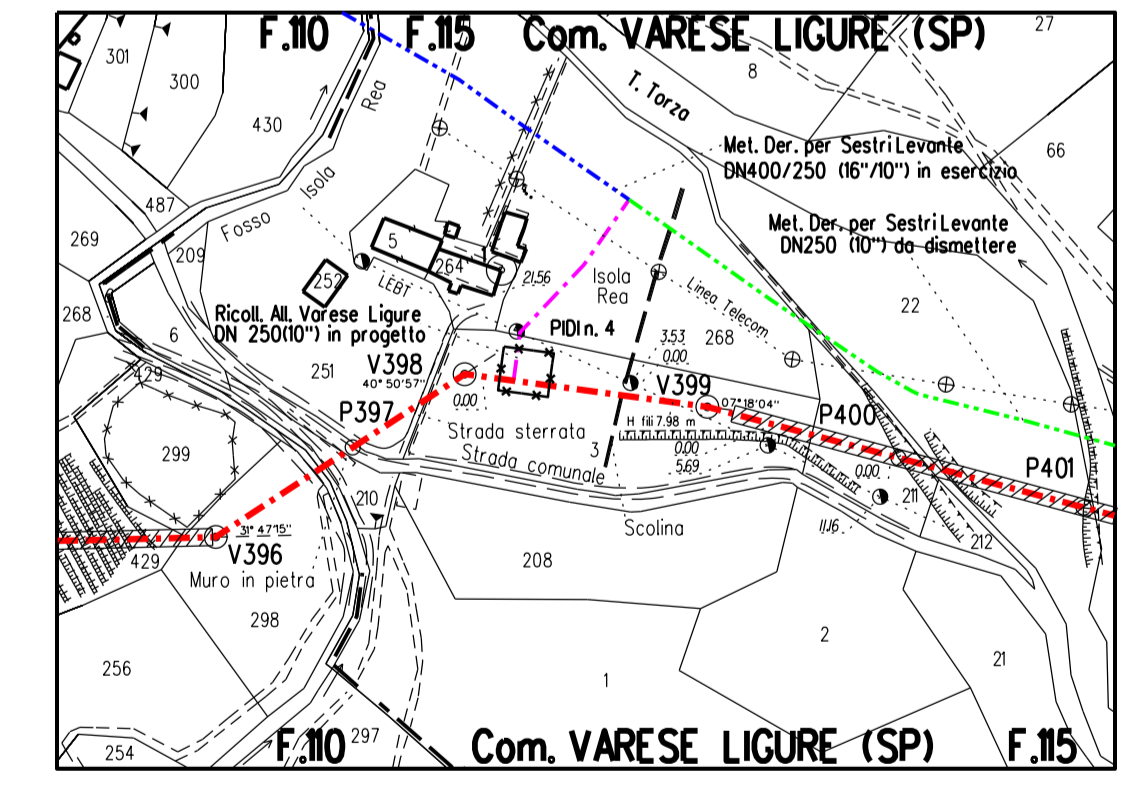 F.110 F.115 Com. VARESE LIGURE (SP)
27
301
300
8
T. Torza
Rea
430
Met. Der. per Sestri Levante
DN400/250 (16"/10") in esercizio
66
Isola
487
Fosso
Met. Der. per Sestri Levante
DN250 (10") da dismettere
269
209
5
264
252
21.56
Isola
Rea
LEBT
Linea Telecom
22
268
6
Ricoll. All. Varese Ligure
DN 250(10") in progetto
PIDI n. 4
3.53
0.00
268
251
V398
40° 50'57"
429
0.00
V399
07°18'04"
P397
P400
H fili 7.98 m
Strada sterrata
3
0.00
5.69
Strada comunale
0.00
P401
299
210
211
Scolina
11.16
31° 47'15"
V396
212
429
Muro in pietra
208
298
2
256
1
21
254
F.110
297
Com. VARESE LIGURE (SP)
F.115